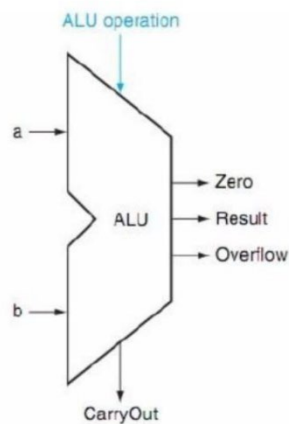 ALU operation
a
Zero
ALU
Result
Overflow
b
CarryOut